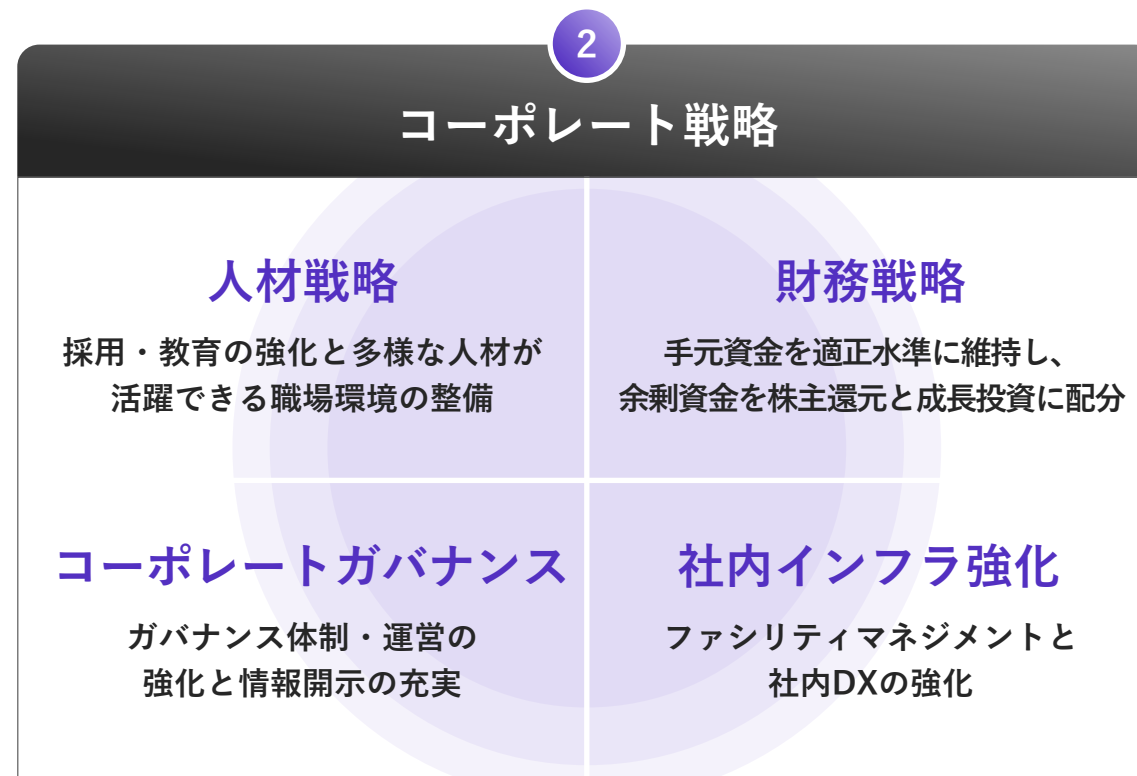 2
コーポレート戦略
人材戦略
採用・教育の強化と多様な人材が
活躍できる職場環境の整備
財務戦略
手元資金を適正水準に維持し、
余剰資金を株主還元と成長投資に配分
コーポレートガバナンス
ガバナンス体制・運営の
強化と情報開示の充実
社内インフラ強化
ファシリティマネジメントと
社内DXの強化